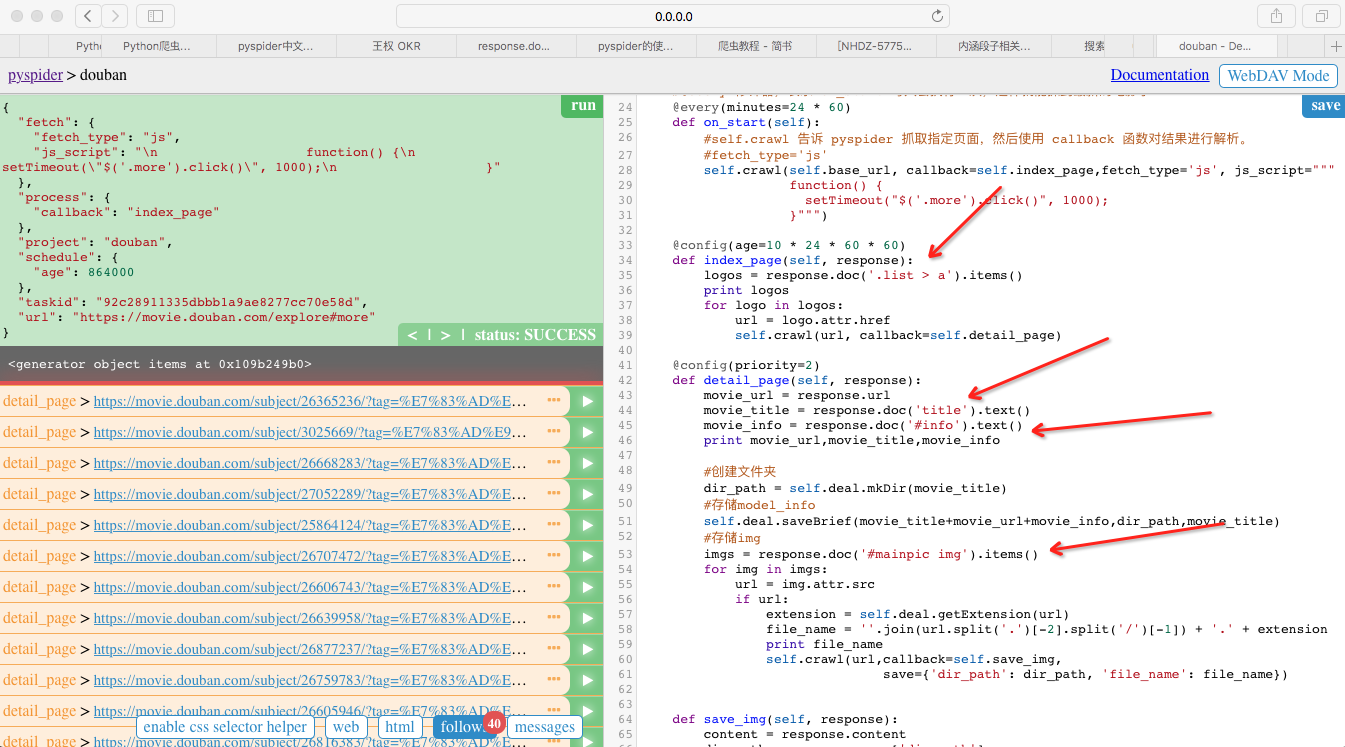 0.0.0.0
Pyth
Python爬虫...
pyspider中文...
王权 OKR
response.do...
pyspider的使...
爬虫教程 - 简书
[NHDZ-5775...
内涵段子相关...
搜索
douban - De...
pyspider > douban
Documentation
WebDAV Mode
run
{
"fetch": {
"fetch_type": "js",
"js_script": "\n function() {\n
setTimeout(\"$('.more').click()\", 1000);\n }"
},
"process": {
"callback": "index_page"
},
"project": "douban",
"schedule": {
"age": 864000
},
"taskid": "92c28911335dbbb1a9ae8277cc70e58d",
"url": "https://movie.douban.com/explore#more"
}
< | > | status: SUCCESS
<generator object items at 0x109b249b0>
detail_page > https://movie.douban.com/subject/26365236/?tag=%E7%83%AD%E...
detail_page > https://movie.douban.com/subject/3025669/?tag=%E7%83%AD%E9...
detail_page > https://movie.douban.com/subject/26668283/?tag=%E7%83%AD%E...
detail_page > https://movie.douban.com/subject/27052289/?tag=%E7%83%AD%E...
detail_page > https://movie.douban.com/subject/25864124/?tag=%E7%83%AD%E...
detail_page > https://movie.douban.com/subject/26707472/?tag=%E7%83%AD%E...
detail_page > https://movie.douban.com/subject/26606743/?tag=%E7%83%AD%E...
detail_page > https://movie.douban.com/subject/26639958/?tag=%E7%83%AD%E...
detail_page > https://movie.douban.com/subject/26877237/?tag=%E7%83%AD%E...
detail_page > https://movie.douban.com/subject/26759783/?tag=%E7%83%AD%E...
detail_page > https://movie.douban.com/subject/26605946/?tag=%E7%83%AD%E...
detail_page > https://movie.douban.com/subject/26816383/?tag=%E7%83%AD%E...
enable css selector helper
web
html
follows
40
messages
save
24 @every(minutes=24 * 60)
25 def on_start(self):
26 #self.crawl 告诉 pyspider 抓取指定页面，然后使用 callback 函数对结果进行解析。
27 #fetch_type='js'
28 self.crawl(self.base_url, callback=self.index_page,fetch_type='js', js_script="""
29 function() {
30 setTimeout("$('.more').click()", 1000);
31 }""")
32
33 @config(age=10 * 24 * 60 * 60)
34 def index_page(self, response):
35 logos = response.doc('.list > a').items()
36 print logos
37 for logo in logos:
38 url = logo.attr.href
39 self.crawl(url, callback=self.detail_page)
40
41 @config(priority=2)
42 def detail_page(self, response):
43 movie_url = response.url
44 movie_title = response.doc('title').text()
45 movie_info = response.doc('#info').text()
46 print movie_url,movie_title,movie_info
47
48 #创建文件夹
49 dir_path = self.deal.mkDir(movie_title)
50 #存储model_info
51 self.deal.saveBrief(movie_title+movie_url+movie_info,dir_path,movie_title)
52 #存储img
53 imgs = response.doc('#mainpic img').items()
54 for img in imgs:
55 url = img.attr.src
56 if url:
57 extension = self.deal.getExtension(url)
58 file_name = ''.join(url.split('.')[-2].split('/')[-1]) + '.' + extension
59 print file_name
60 self.crawl(url,callback=self.save_img,
61 save={'dir_path': dir_path, 'file_name': file_name})
62
63
64 def save_img(self, response):
65 content = response.content